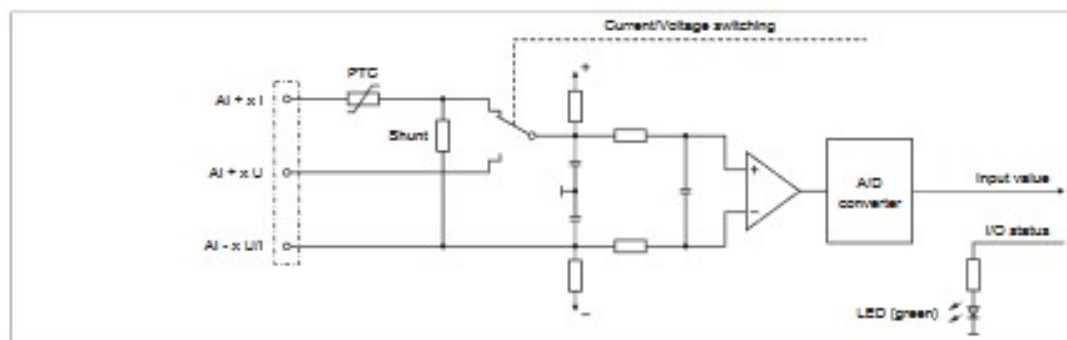 Current/Voltage switching
PTC
AI + x I
Shunt
AI + x U
AI - x U/I
+
−
+
−
A/D
converter
Input value
I/O status
LED (green)